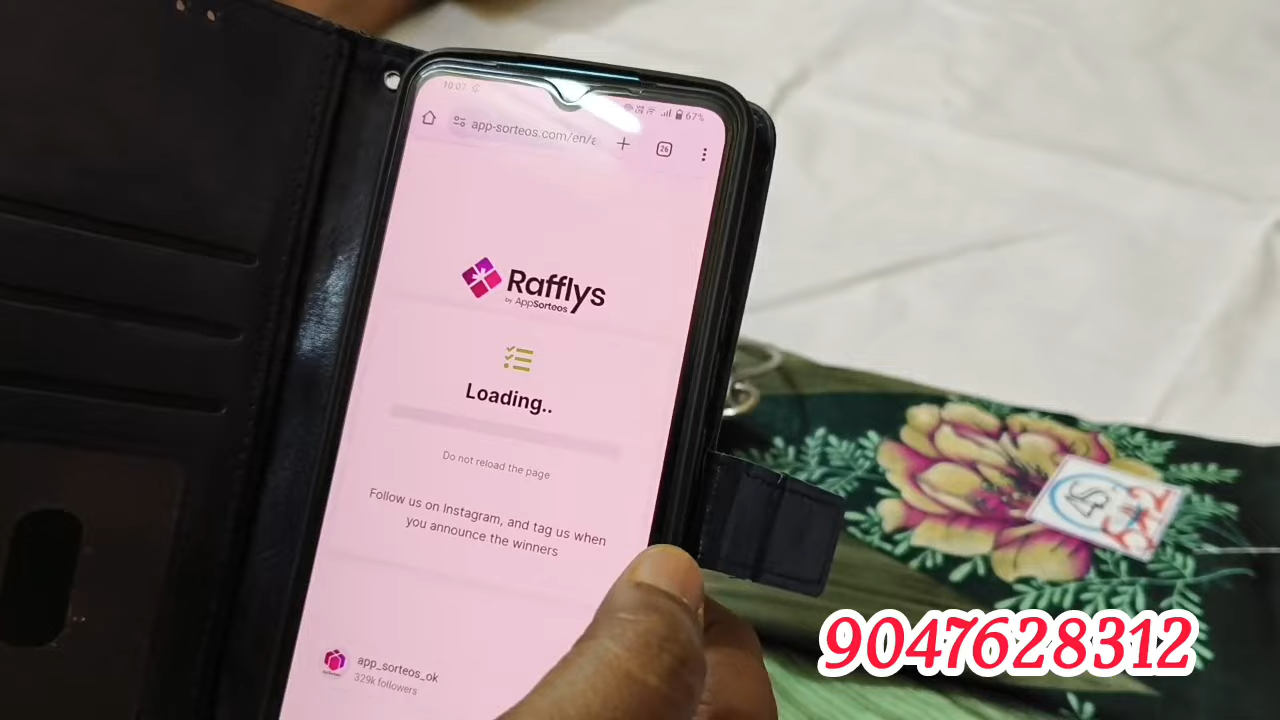 10:07
67%
app-sorteos.com/en/
26
Rafflys
by AppSorteos
Loading..
Do not reload the page
Follow us on Instagram, and tag us when
you announce the winners
app_sorteos_ok
329k followers
4S
9047628312